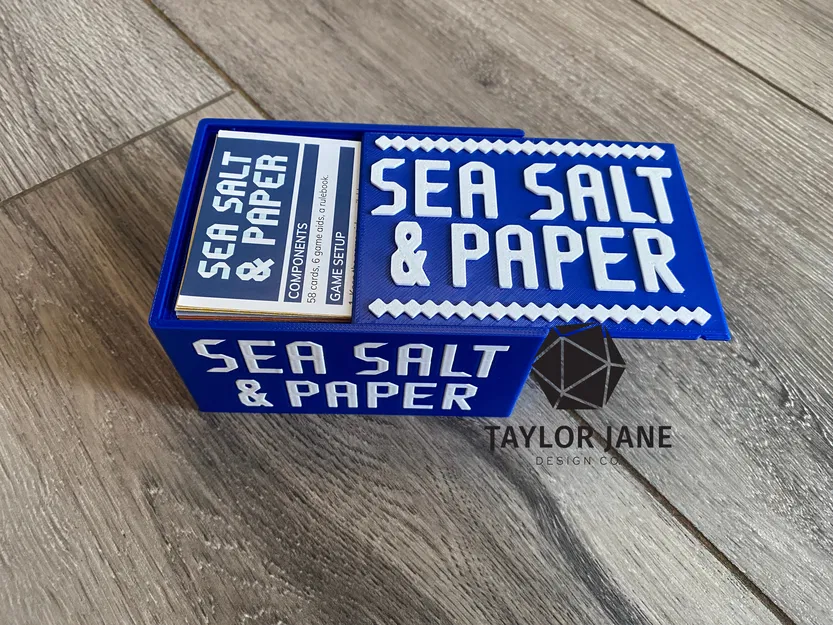 SEA SALT
& PAPER
COMPONENTS
58 cards, 6 game aids, a rulebook.
GAME SETUP
SEA SALT
& PAPER
SEA SALT
& PAPER
TAYLOR JANE
DESIGN CO